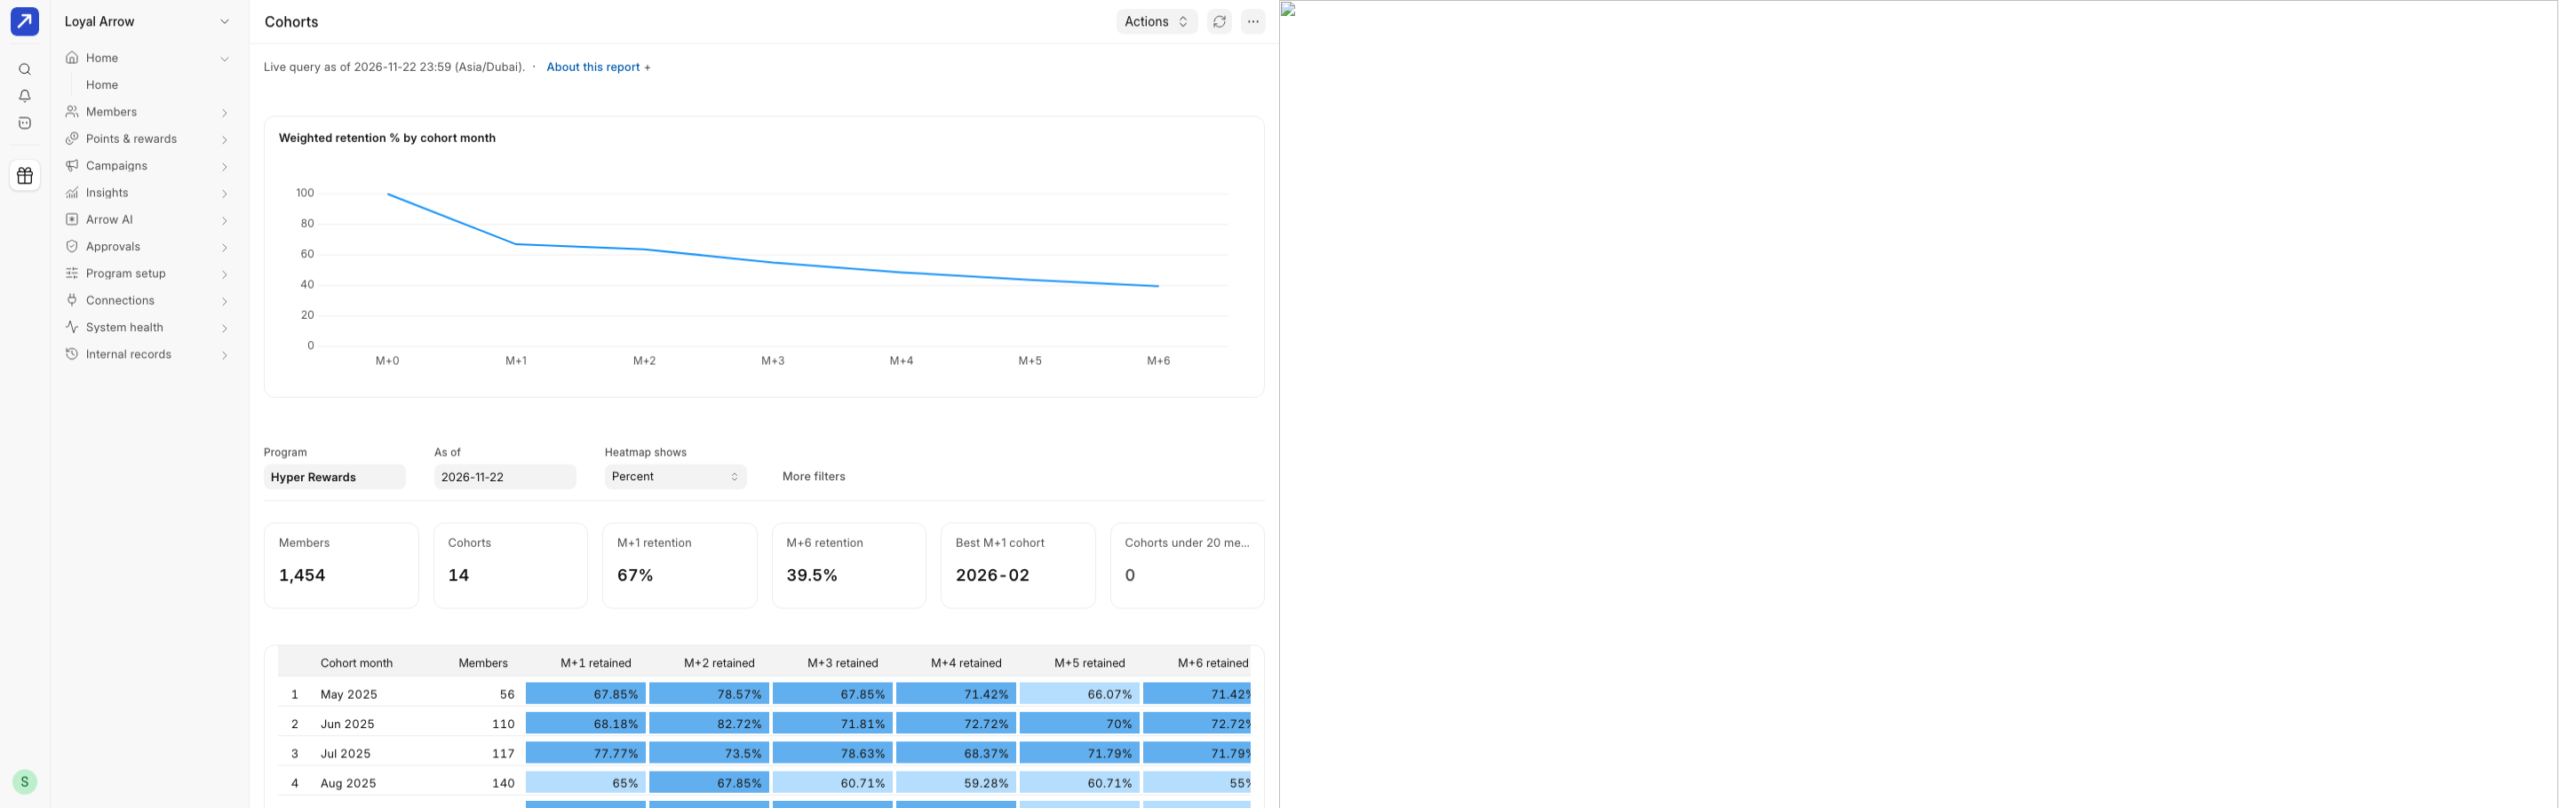 Loyal Arrow
Home
Home
Members
Points & rewards
Campaigns
Insights
Arrow AI
Approvals
Program setup
Connections
System health
Internal records
S
Cohorts
Actions
Live query as of 2026-11-22 23:59 (Asia/Dubai). · About this report +
Weighted retention % by cohort month
100
80
60
40
20
0
M+0 M+1 M+2 M+3 M+4 M+5 M+6
Program As of Heatmap shows
Hyper Rewards 2026-11-22 Percent More filters
Members Cohorts M+1 retention M+6 retention Best M+1 cohort Cohorts under 20 me...
1,454 14 67% 39.5% 2026-02 0
Cohort month Members M+1 retained M+2 retained M+3 retained M+4 retained M+5 retained M+6 retained
1 May 2025 56 67.85% 78.57% 67.85% 71.42% 66.07% 71.42%
2 Jun 2025 110 68.18% 82.72% 71.81% 72.72% 70% 72.72%
3 Jul 2025 117 77.77% 73.5% 78.63% 68.37% 71.79% 71.79%
4 Aug 2025 140 65% 67.85% 60.71% 59.28% 60.71% 55%